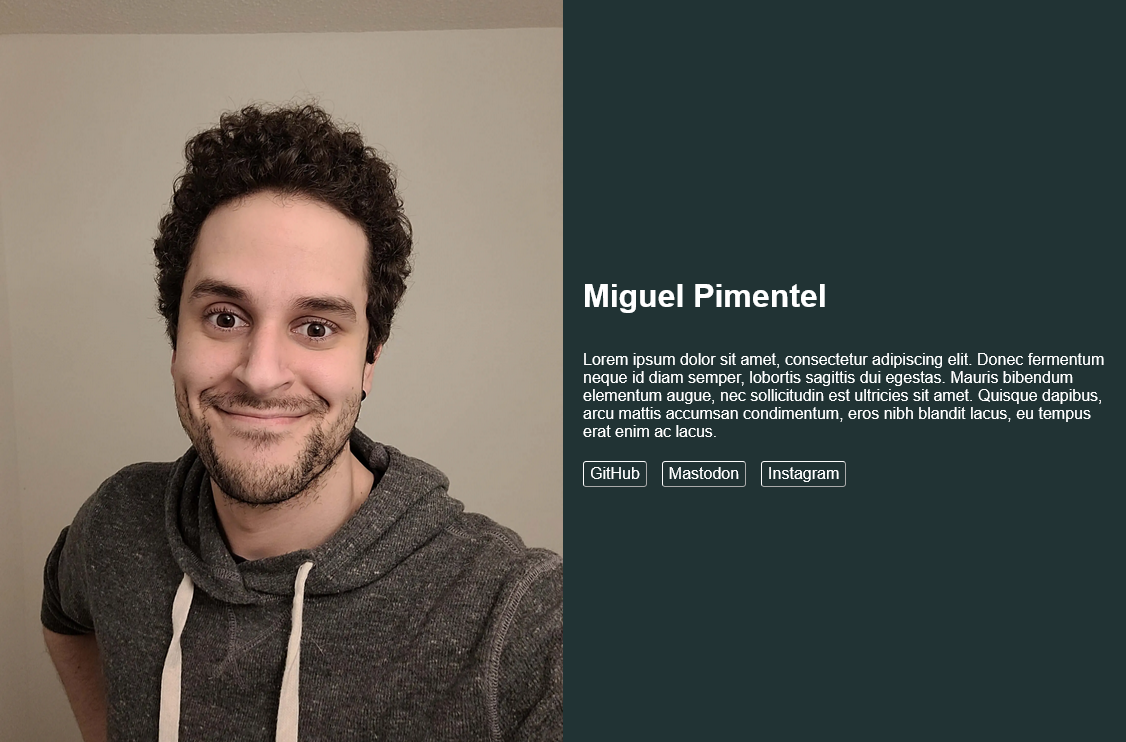 Miguel Pimentel
Lorem ipsum dolor sit amet, consectetur adipiscing elit. Donec fermentum
neque id diam semper, lobortis sagittis dui egestas. Mauris bibendum
elementum augue, nec sollicitudin est ultricies sit amet. Quisque dapibus,
arcu mattis accumsan condimentum, eros nibh blandit lacus, eu tempus
erat enim ac lacus.
GitHub Mastodon Instagram